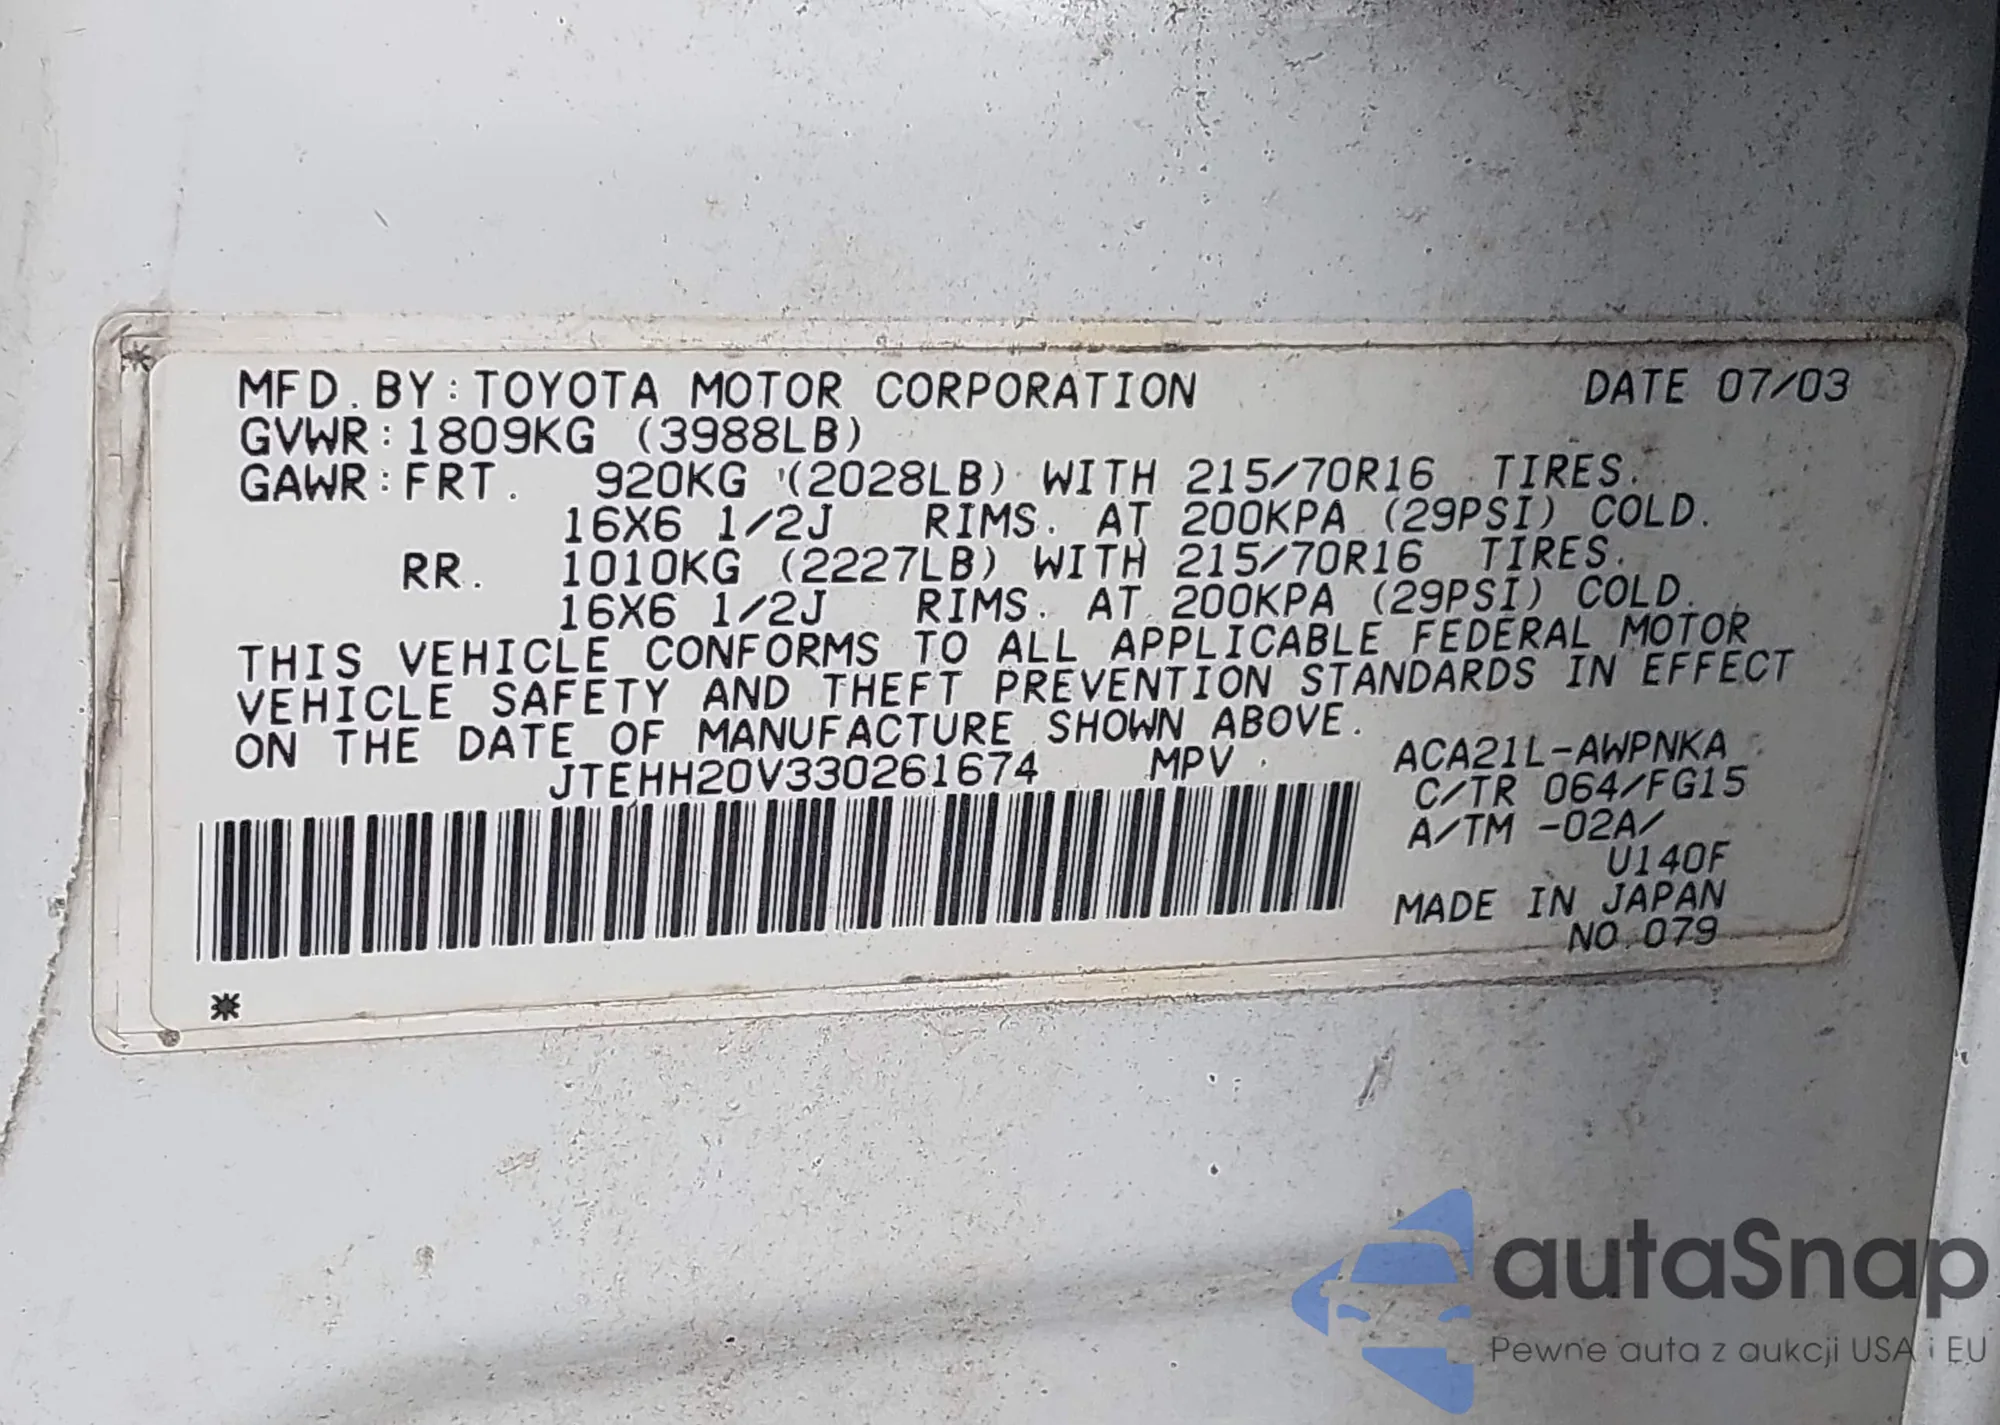 MFD. BY: TOYOTA MOTOR CORPORATION DATE 07/03
GVWR: 1809KG (3988LB)
GAWR: FRT. 920KG (2028LB) WITH 215/70R16 TIRES.
16X6 1/2J RIMS. AT 200KPA (29PSI) COLD.
RR. 1010KG (2227LB) WITH 215/70R16 TIRES.
16X6 1/2J RIMS. AT 200KPA (29PSI) COLD.
THIS VEHICLE CONFORMS TO ALL APPLICABLE FEDERAL MOTOR
VEHICLE SAFETY AND THEFT PREVENTION STANDARDS IN EFFECT
ON THE DATE OF MANUFACTURE SHOWN ABOVE.
JTEHH20V330261674 MPV
ACA21L-AWPNKA
C/TR 064/FG15
A/TM -02A/
U140F
MADE IN JAPAN
NO.079
autaSnap
Pewne auta z aukcji USA i EU